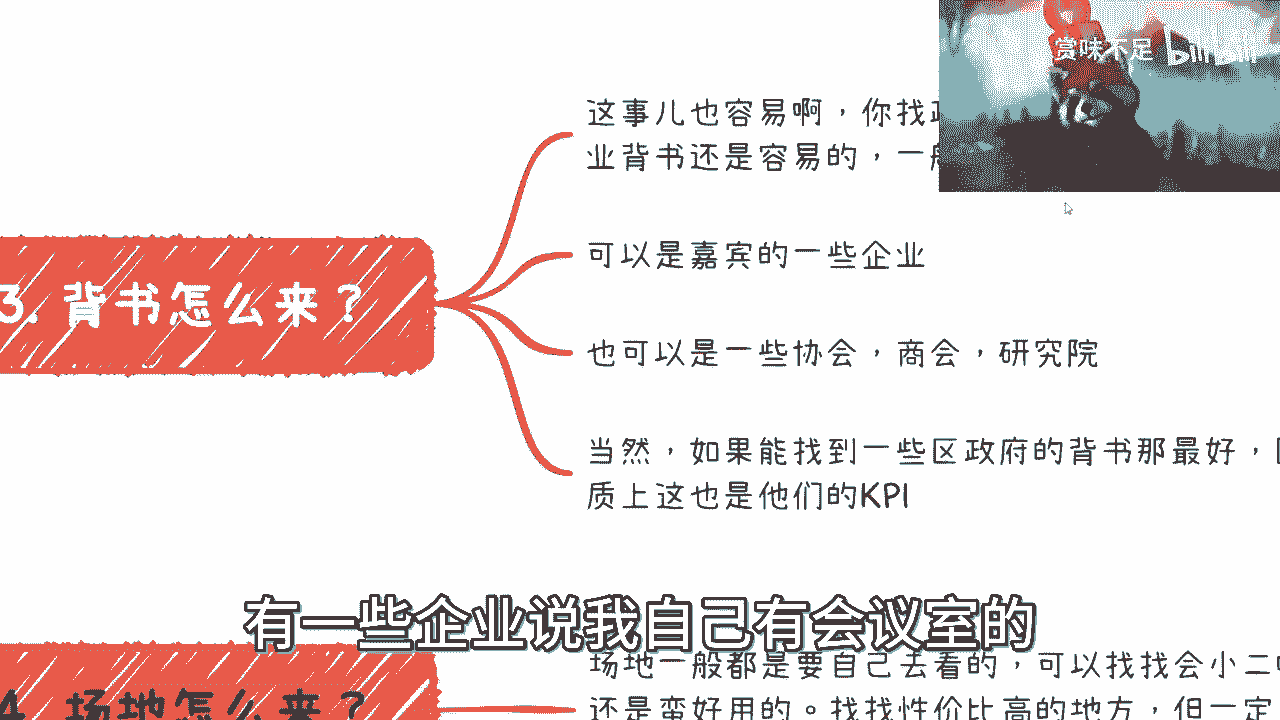 赏味不足 bilibili
这事儿也容易啊，你找
业背书还是容易的，一般
可以是嘉宾的一些企业
3. 背书怎么来？
也可以是一些协会，商会，研究院
当然，如果能找到一些区政府的背书那最好，
质上这也是他们的KPI
有一些企业说我自己有会议室的
场地一般都是要自己去看的，可以找找会小二
4. 场地怎么来？
还是蛮好用的。找找性价比高的地方，但一定